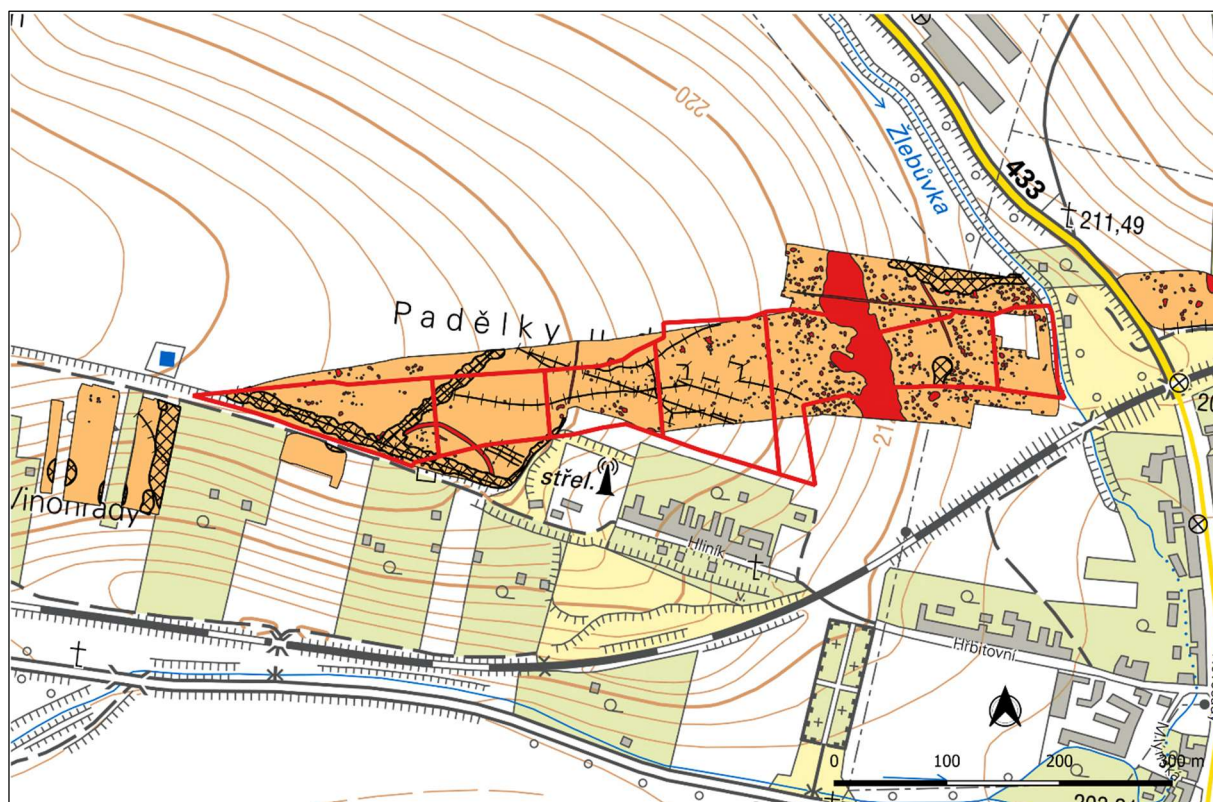 220
Žlebůvka
433
211,49
Padělky
Vinohrady
střel.
Hliník
Hřbitovní
0 100 200 300 m